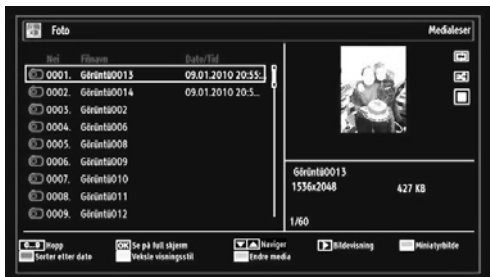 Foto
Medialeser
Nei Filnavn Dato/Tid
0001. Görüntü0013 09.01.2010 20:55:..
0002. Görüntü0014 09.01.2010 20:5...
0003. Görüntü002
0004. Görüntü006
0005. Görüntü008
0006. Görüntü009
0007. Görüntü010
0008. Görüntü011
0009. Görüntü012
Görüntü0013
1536x2048 427 KB
1/60
0...9 Hopp OK Se på full skjerm Naviger Bildevisning Miniatyrbilde
Sorter etter dato Veksle visningsstil Endre media